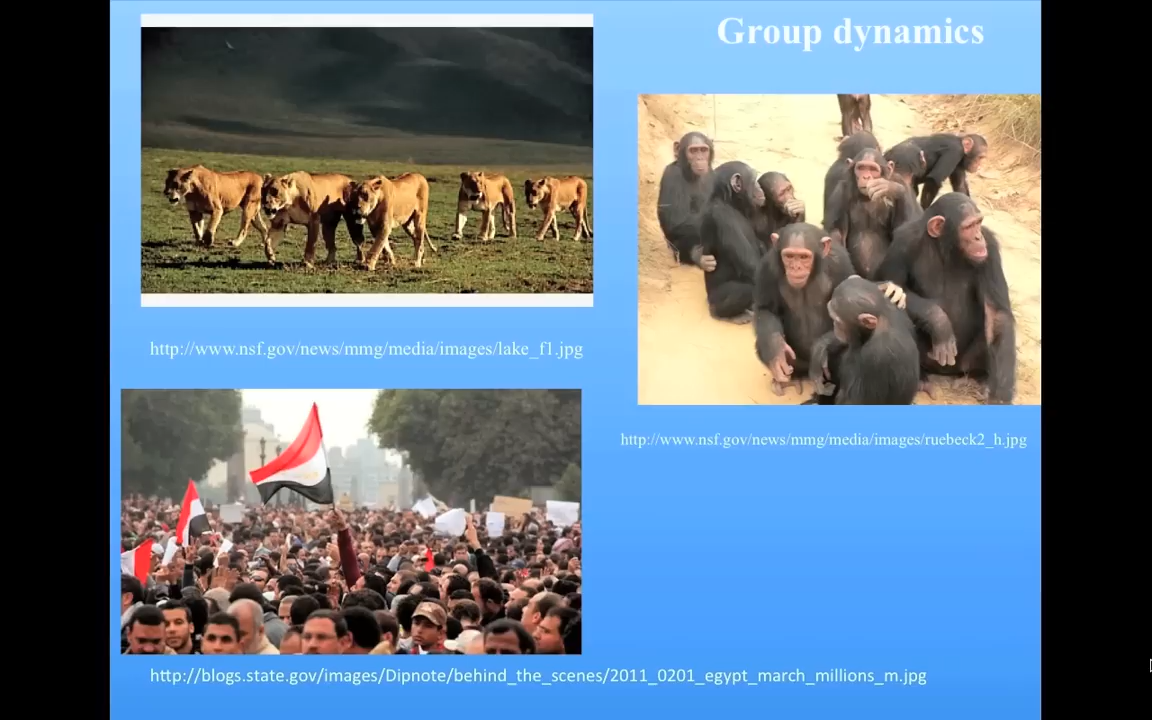 Group dynamics
http://www.nsf.gov/news/mmg/media/images/lake_f1.jpg
http://www.nsf.gov/news/mmg/media/images/ruebeck2_h.jpg
http://blogs.state.gov/images/Dipnote/behind_the_scenes/2011_0201_egypt_march_millions_m.jpg